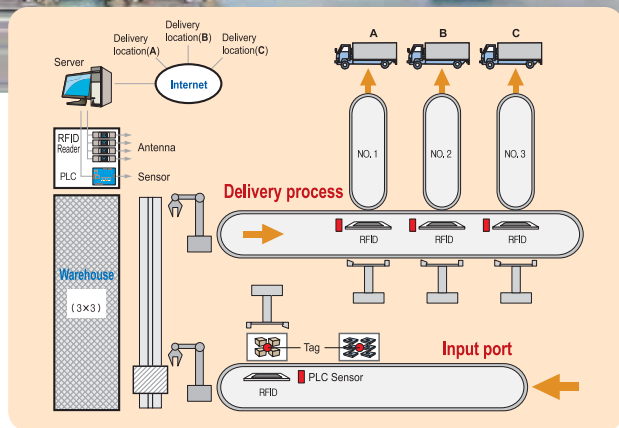 Delivery
location(A)
Delivery
location(B)
Delivery
location(C)
Server
Internet
A
B
C
RFID
Reader
Antenna
PLC
Sensor
NO. 1
NO. 2
NO. 3
Delivery process
RFID
RFID
RFID
Warehouse
(3×3)
Tag
Input port
PLC Sensor
RFID